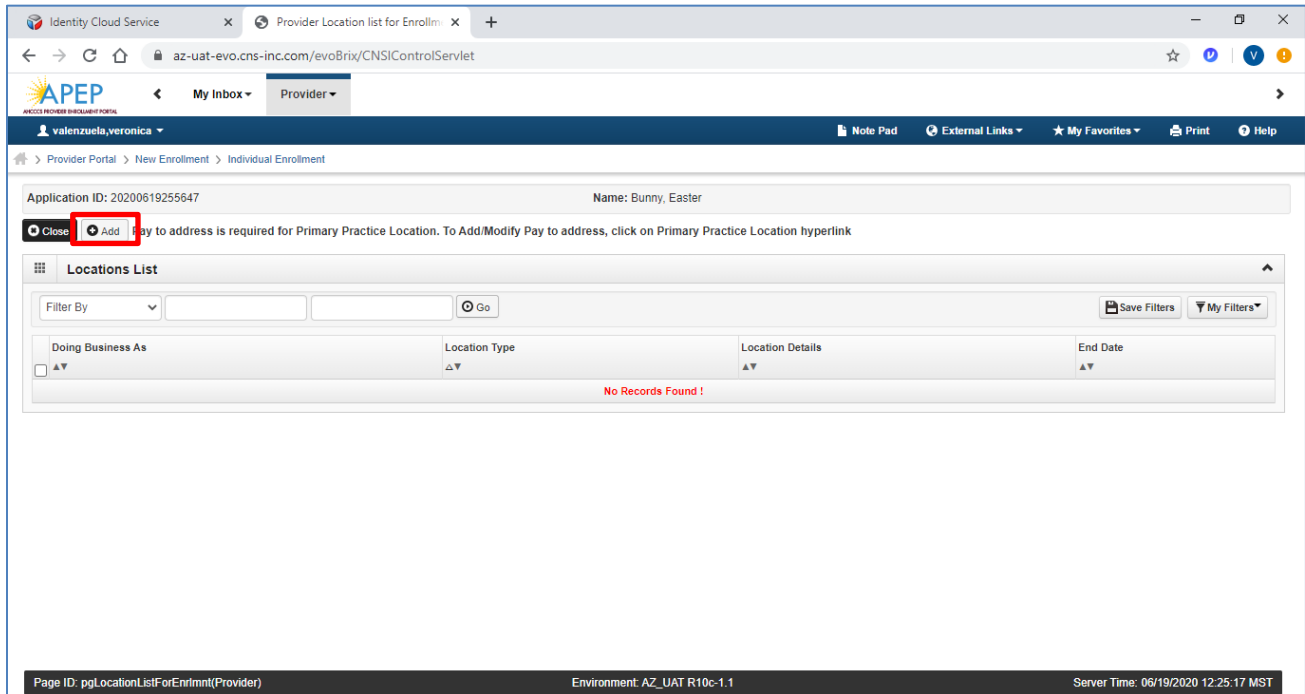 Identity Cloud Service
Provider Location list for Enrollm
az-uat-evo.cns-inc.com/evoBrix/CNSIControlServlet
V
APEP
AHCCCS PROVIDER ENROLLMENT PORTAL
My Inbox
Provider
valenzuela,veronica
Note Pad
External Links
My Favorites
Print
Help
> Provider Portal > New Enrollment > Individual Enrollment
Application ID: 20200619255647
Name: Bunny, Easter
Close
Add
Pay to address is required for Primary Practice Location. To Add/Modify Pay to address, click on Primary Practice Location hyperlink
Locations List
Filter By
Go
Save Filters
My Filters
Doing Business As
Location Type
Location Details
End Date
No Records Found !
Page ID: pgLocationListForEnrlmnt(Provider)
Environment: AZ_UAT R10c-1.1
Server Time: 06/19/2020 12:25:17 MST